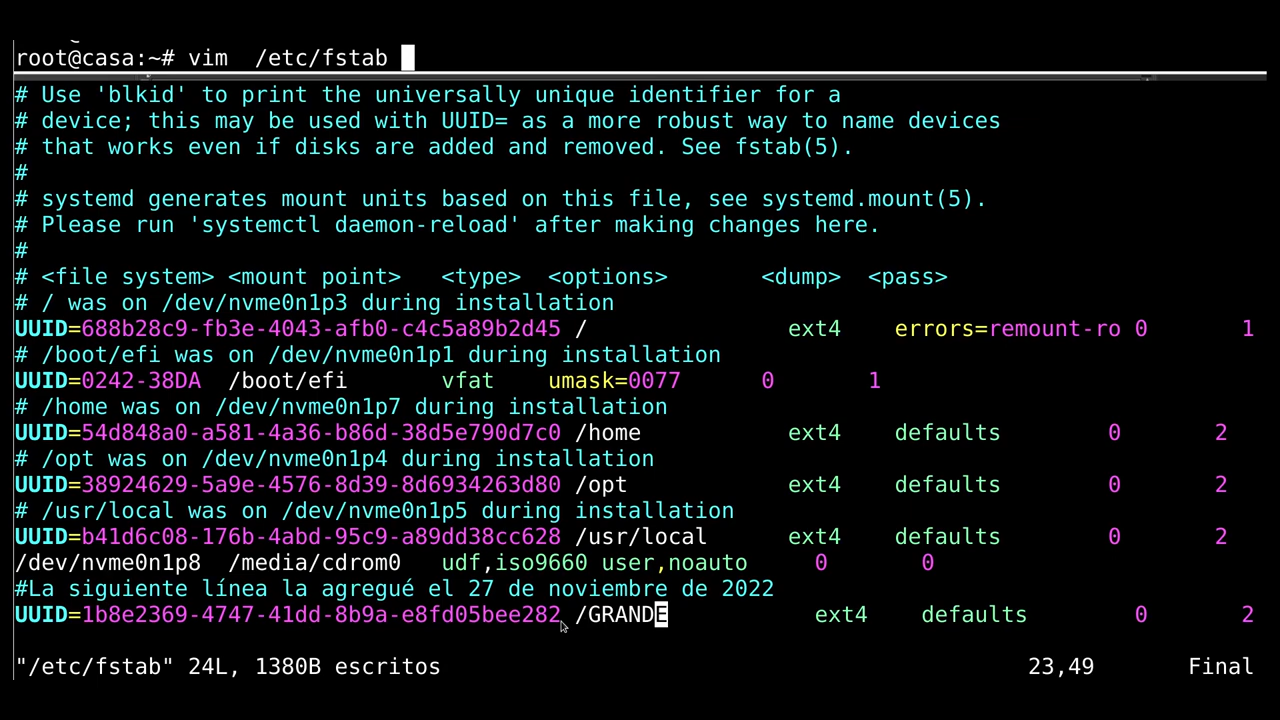 root@casa:~# vim  /etc/fstab
# Use 'blkid' to print the universally unique identifier for a
# device; this may be used with UUID= as a more robust way to name devices
# that works even if disks are added and removed. See fstab(5).
#
# systemd generates mount units based on this file, see systemd.mount(5).
# Please run 'systemctl daemon-reload' after making changes here.
#
# <file system> <mount point>   <type>  <options>       <dump>  <pass>
# / was on /dev/nvme0n1p3 during installation
UUID=688b28c9-fb3e-4043-afb0-c4c5a89b2d45 /               ext4    errors=remount-ro 0       1
# /boot/efi was on /dev/nvme0n1p1 during installation
UUID=0242-38DA  /boot/efi       vfat    umask=0077      0       1
# /home was on /dev/nvme0n1p7 during installation
UUID=54d848a0-a581-4a36-b86d-38d5e790d7c0 /home           ext4    defaults        0       2
# /opt was on /dev/nvme0n1p4 during installation
UUID=38924629-5a9e-4576-8d39-8d6934263d80 /opt            ext4    defaults        0       2
# /usr/local was on /dev/nvme0n1p5 during installation
UUID=b41d6c08-176b-4abd-95c9-a89dd38cc628 /usr/local      ext4    defaults        0       2
/dev/nvme0n1p8  /media/cdrom0   udf,iso9660 user,noauto     0       0
#La siguiente línea la agregué el 27 de noviembre de 2022
UUID=1b8e2369-4747-41dd-8b9a-e8fd05bee282 /GRANDE           ext4    defaults        0       2
"/etc/fstab" 24L, 1380B escritos                                            23,49       Final